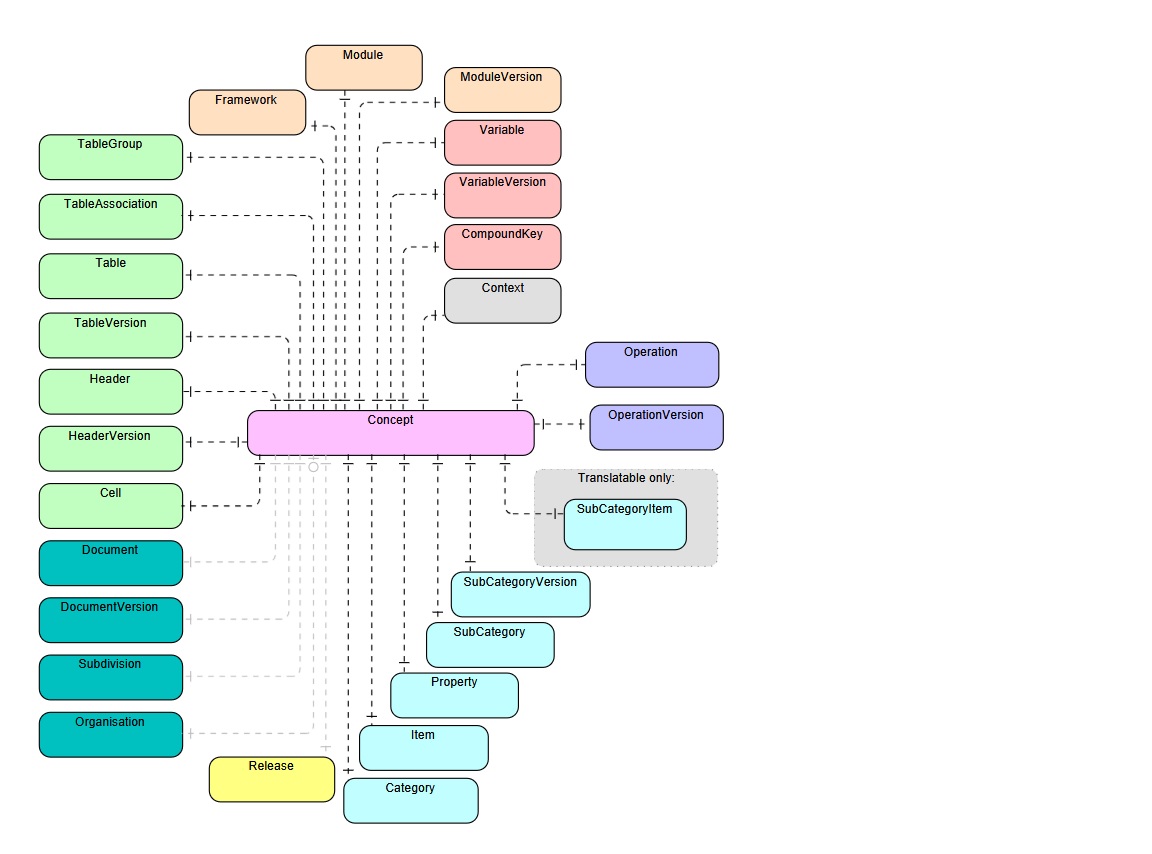 Module
ModuleVersion
Framework
Variable
TableGroup
VariableVersion
TableAssociation
CompoundKey
Table
Context
TableVersion
Operation
Header
OperationVersion
Concept
HeaderVersion
Translatable only:
Cell
SubCategoryItem
Document
SubCategoryVersion
DocumentVersion
SubCategory
Subdivision
Property
Organisation
Item
Release
Category